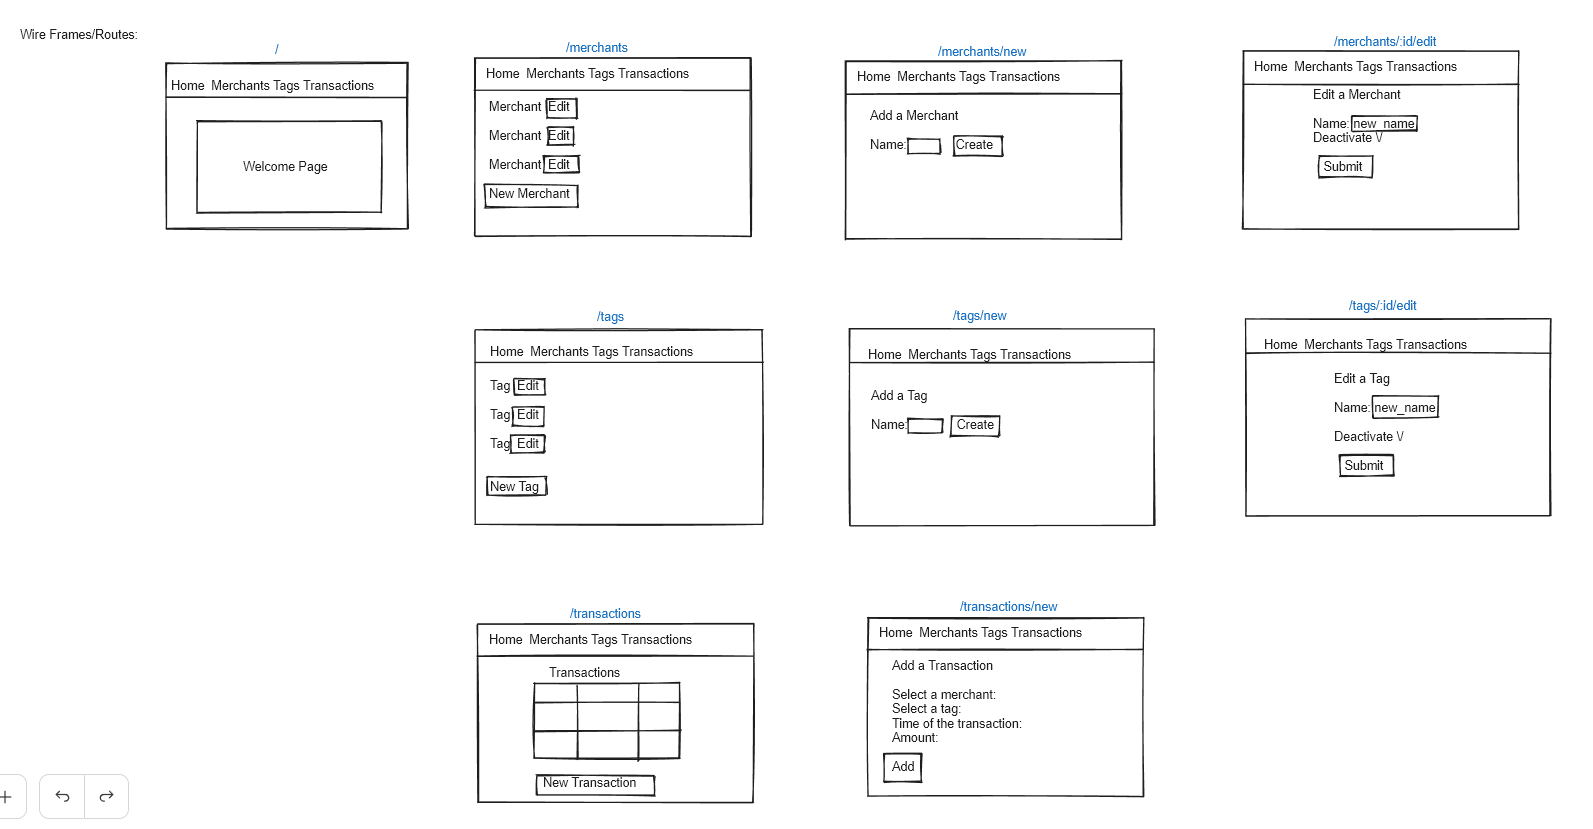 Wire Frames/Routes:
/
Home Merchants Tags Transactions
Welcome Page
/merchants
Home Merchants Tags Transactions
Merchant Edit
Merchant Edit
Merchant Edit
New Merchant
/merchants/new
Home Merchants Tags Transactions
Add a Merchant
Name: Create
/merchants/:id/edit
Home Merchants Tags Transactions
Edit a Merchant
Name: new_name
Deactivate \/
Submit
/tags
Home Merchants Tags Transactions
Tag Edit
Tag Edit
Tag Edit
New Tag
/tags/new
Home Merchants Tags Transactions
Add a Tag
Name: Create
/tags/:id/edit
Home Merchants Tags Transactions
Edit a Tag
Name: new_name
Deactivate \/
Submit
/transactions
Home Merchants Tags Transactions
Transactions
New Transaction
/transactions/new
Home Merchants Tags Transactions
Add a Transaction
Select a merchant:
Select a tag:
Time of the transaction:
Amount:
Add